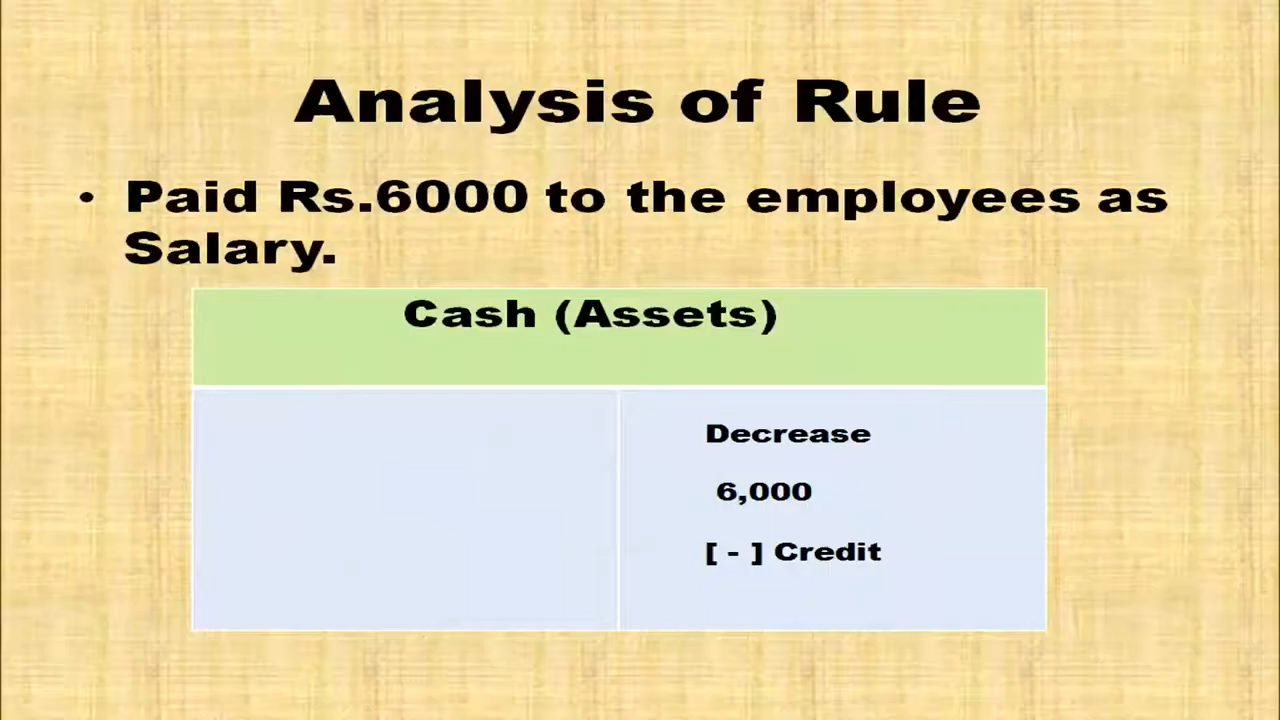 Analysis of Rule
• Paid Rs.6000 to the employees as
Salary.
Cash (Assets)
Decrease
6,000
[ - ] Credit